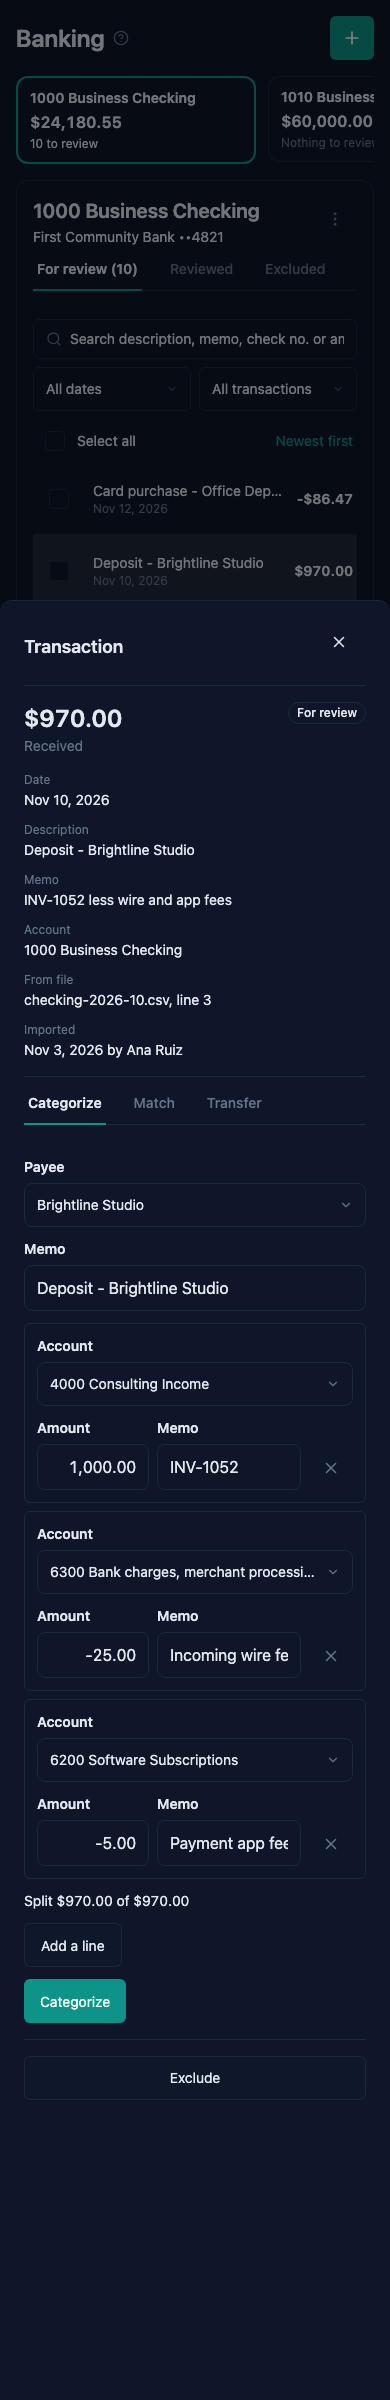 Banking
1000 Business Checking
$24,180.55
10 to review
1010 Business
$60,000.00
Nothing to review
1000 Business Checking
First Community Bank ••4821
For review (10) Reviewed Excluded
Search description, memo, check no. or am
All dates All transactions
Select all Newest first
Card purchase - Office Dep... -$86.47
Nov 12, 2026
Deposit - Brightline Studio $970.00
Nov 10, 2026
Transaction
$970.00 For review
Received
Date
Nov 10, 2026
Description
Deposit - Brightline Studio
Memo
INV-1052 less wire and app fees
Account
1000 Business Checking
From file
checking-2026-10.csv, line 3
Imported
Nov 3, 2026 by Ana Ruiz
Categorize Match Transfer
Payee
Brightline Studio
Memo
Deposit - Brightline Studio
Account
4000 Consulting Income
Amount Memo
1,000.00 INV-1052
Account
6300 Bank charges, merchant processi...
Amount Memo
-25.00 Incoming wire fe
Account
6200 Software Subscriptions
Amount Memo
-5.00 Payment app fee
Split $970.00 of $970.00
Add a line
Categorize
Exclude